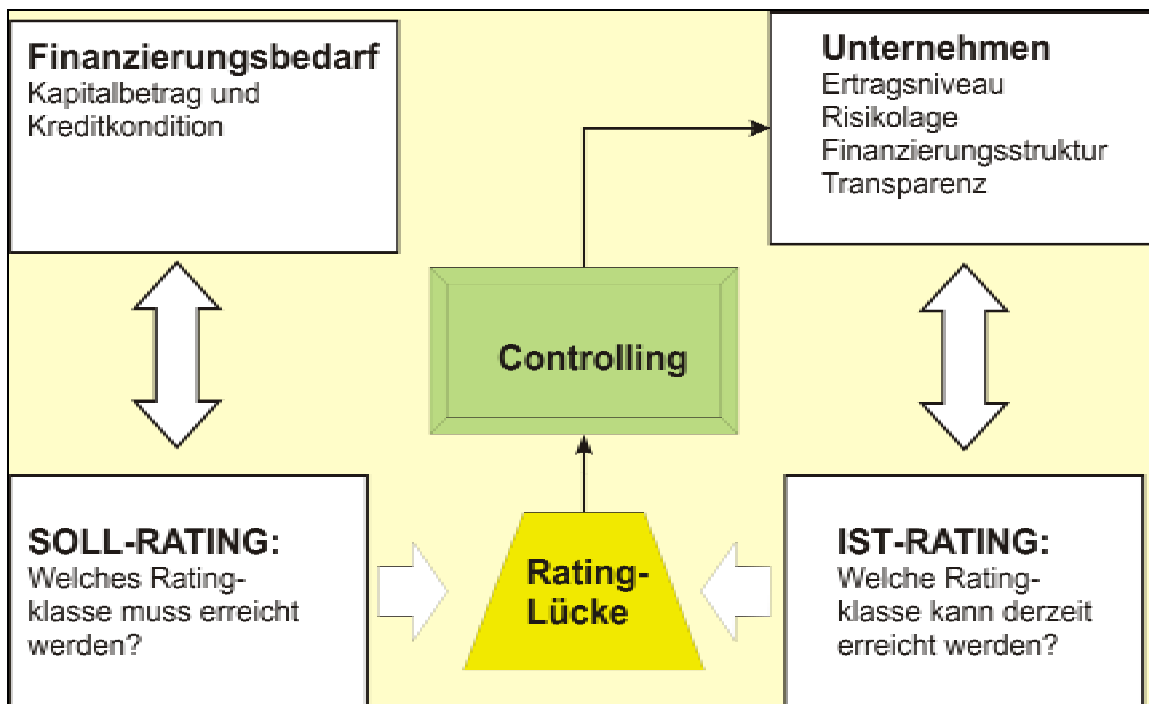 Finanzierungsbedarf
Kapitalbetrag und
Kreditkondition
Unternehmen
Ertragsniveau
Risikolage
Finanzierungsstruktur
Transparenz
Controlling
SOLL-RATING:
Welches Rating-
klasse muss erreicht
werden?
Rating-
Lücke
IST-RATING:
Welche Rating-
klasse kann derzeit
erreicht werden?